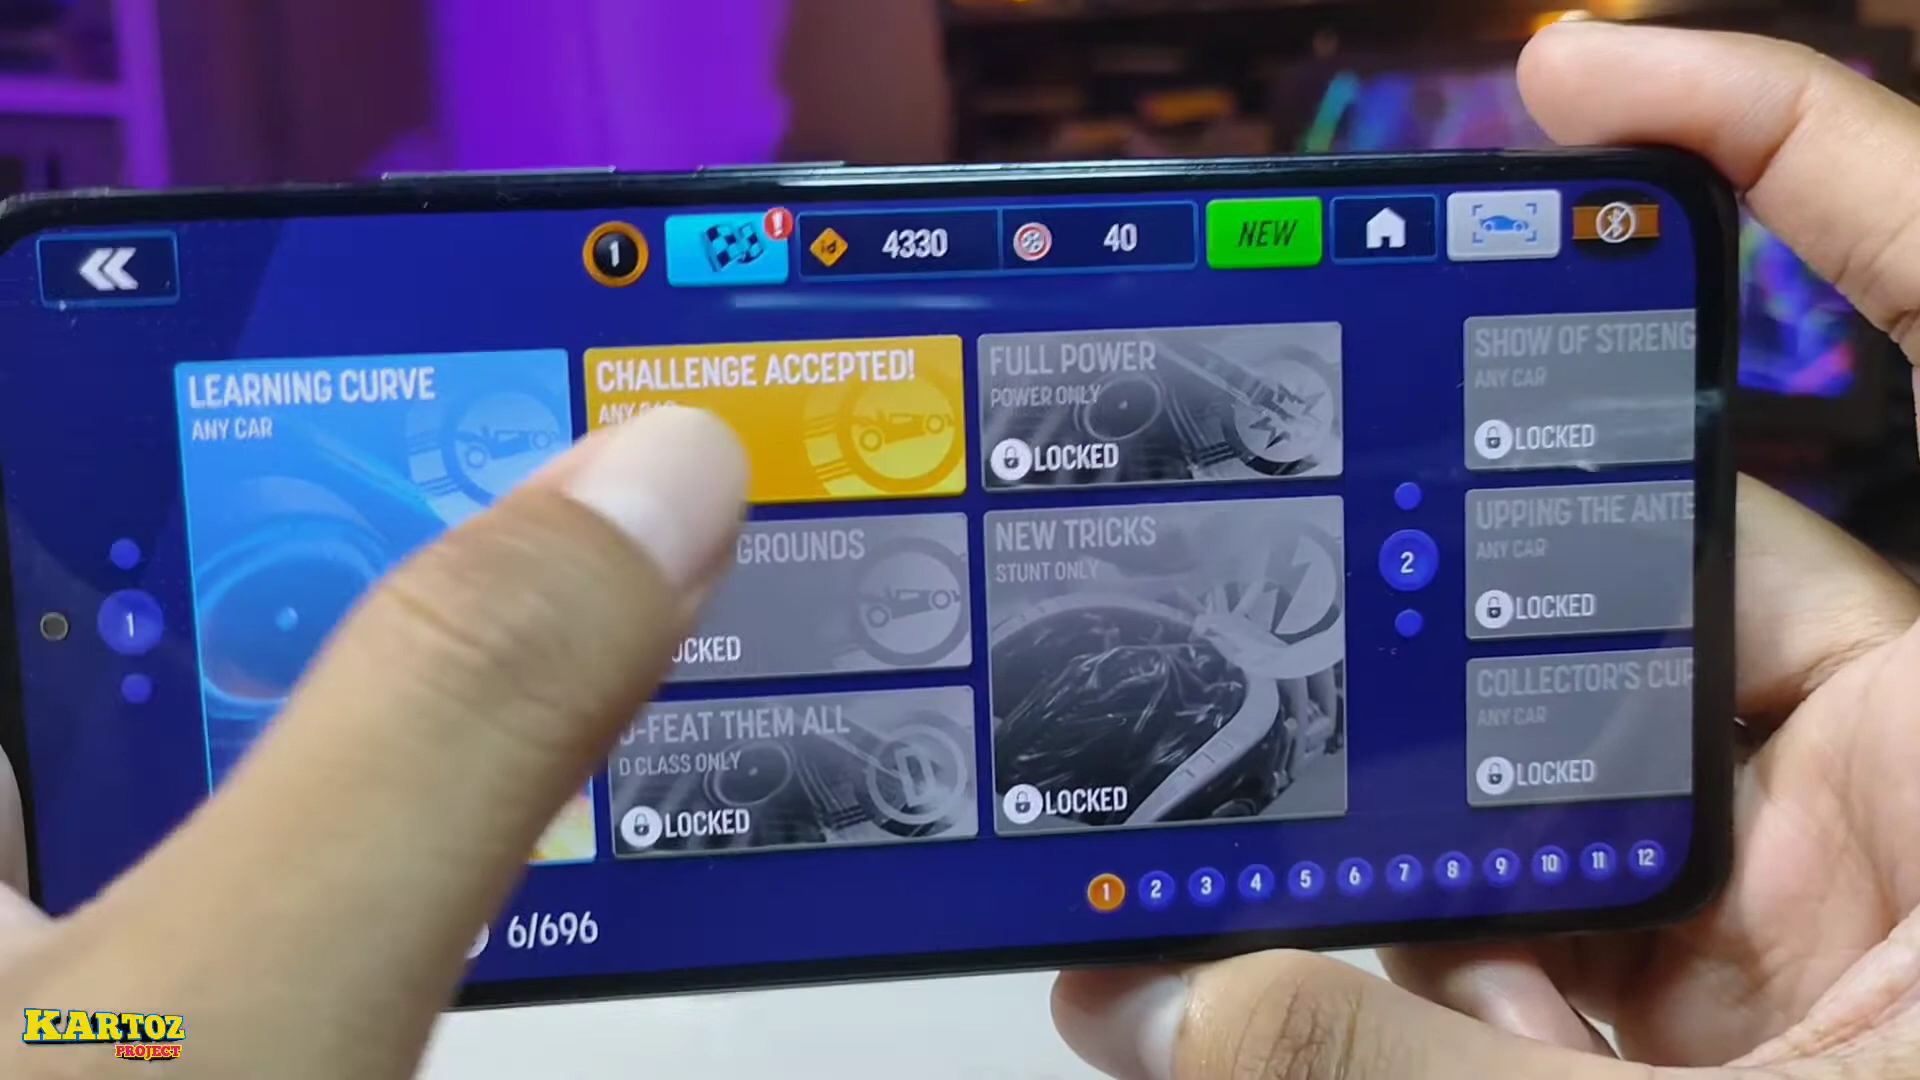 1
!
id
4330
40
NEW
LEARNING CURVE
ANY CAR
CHALLENGE ACCEPTED!
FULL POWER
POWER ONLY
LOCKED
SHOW OF STRENG
ANY CAR
LOCKED
GROUNDS
NEW TRICKS
STUNT ONLY
LOCKED
UPPING THE ANTE
ANY CAR
LOCKED
1
2
THEM ALL
D CLASS ONLY
D
LOCKED
COLLECTOR'S CUP
ANY CAR
LOCKED
6/696
1 2 3 4 5 6 7 8 9 10 11 12
KARTOZ
PROJECT